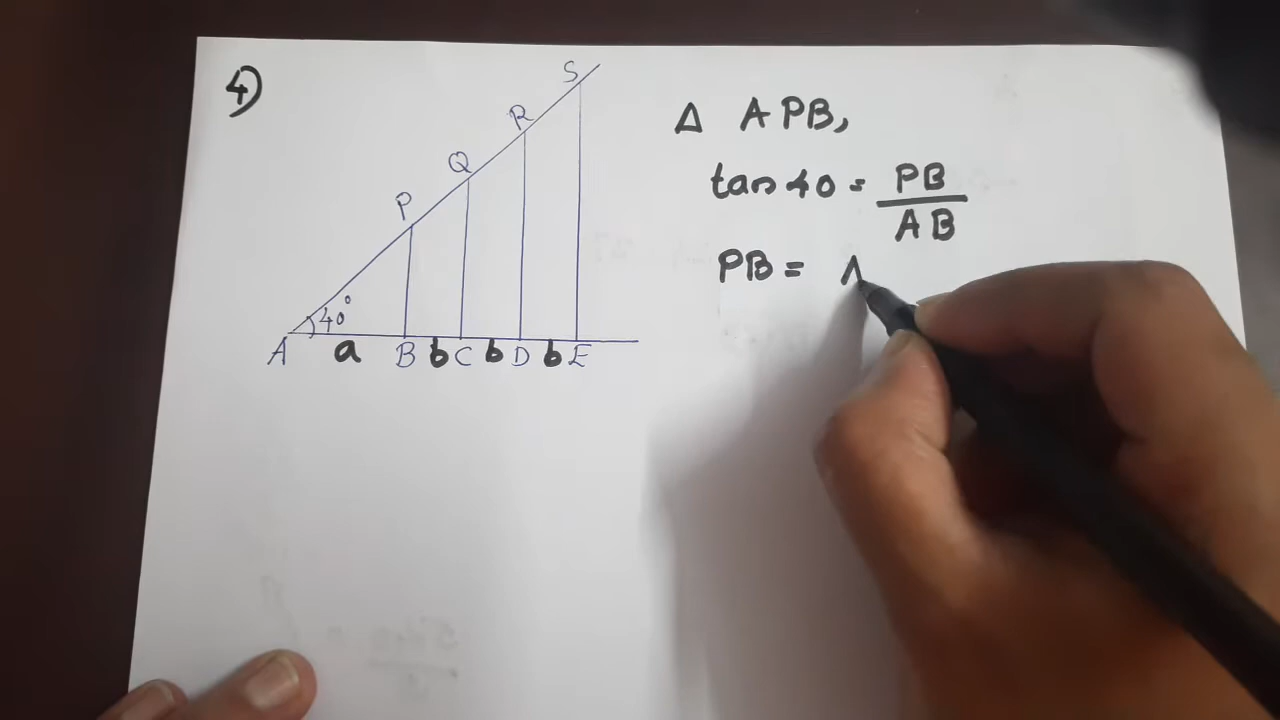 4)
S
R
Q
P
40°
A a B b C b D b E
Δ APB,
tan 40 = PB
AB
PB = A